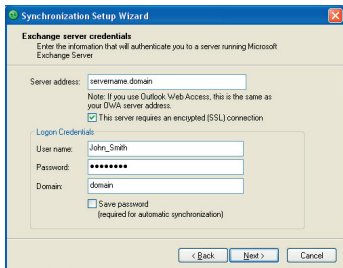 Synchronization Setup Wizard
Exchange server credentials
Enter the information that will authenticate you to a server running Microsoft
Exchange Server
Server address: servername.domain
Note: If you use Outlook Web Access, this is the same as
your OWA server address.
This server requires an encrypted (SSL) connection
Logon Credentials
User name: John_Smith
Password: ••••••••
Domain: domain
Save password
(required for automatic synchronization)
< Back Next > Cancel